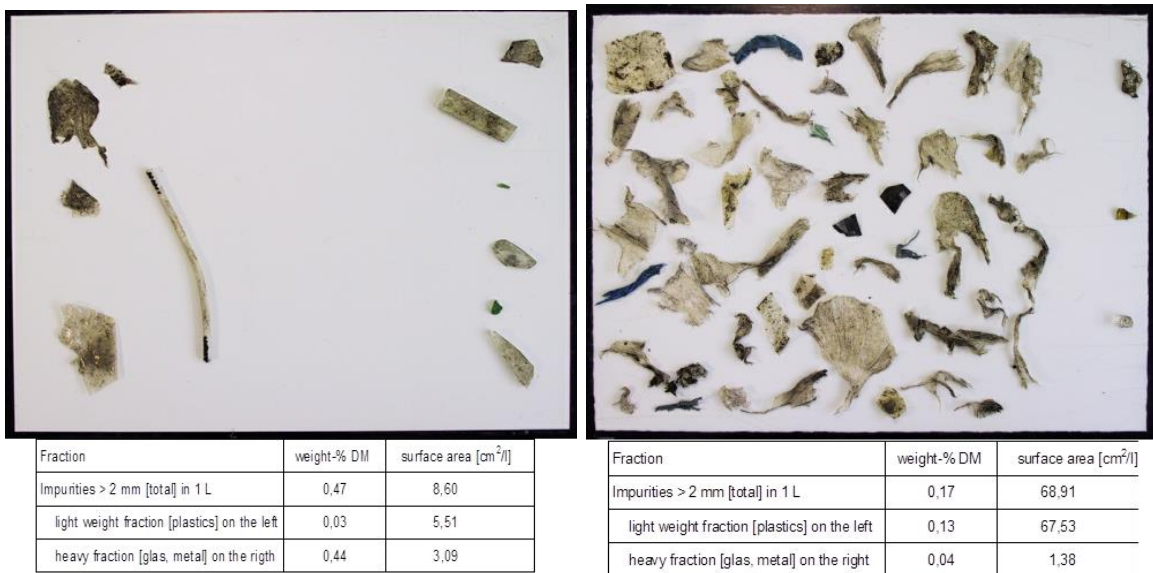 Fraction weight-% DM surface area [cm²/l]
Impurities > 2 mm [total] in 1 L 0,47 8,60
light weight fraction [plastics] on the left 0,03 5,51
heavy fraction [glas, metal] on the rigth 0,44 3,09
Fraction weight-% DM surface area [cm²/l]
Impurities > 2 mm [total] in 1 L 0,17 68,91
light weight fraction [plastics] on the left 0,13 67,53
heavy fraction [glas, metal] on the right 0,04 1,38